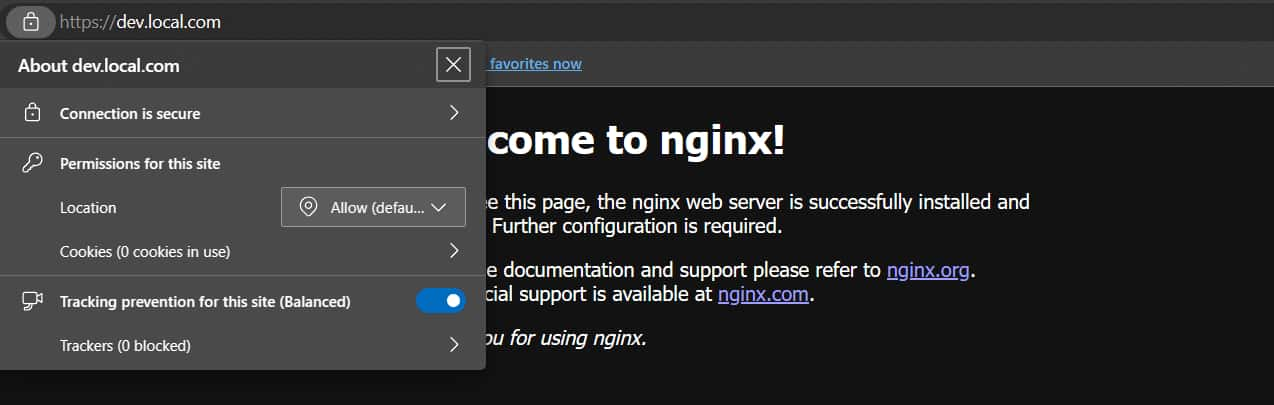 https://dev.local.com
About dev.local.com
favorites now
Connection is secure
Permissions for this site
Location
Allow (defau...
Cookies (0 cookies in use)
Tracking prevention for this site (Balanced)
Trackers (0 blocked)
come to nginx!
e this page, the nginx web server is successfully installed and
Further configuration is required.
e documentation and support please refer to nginx.org.
cial support is available at nginx.com.
ou for using nginx.